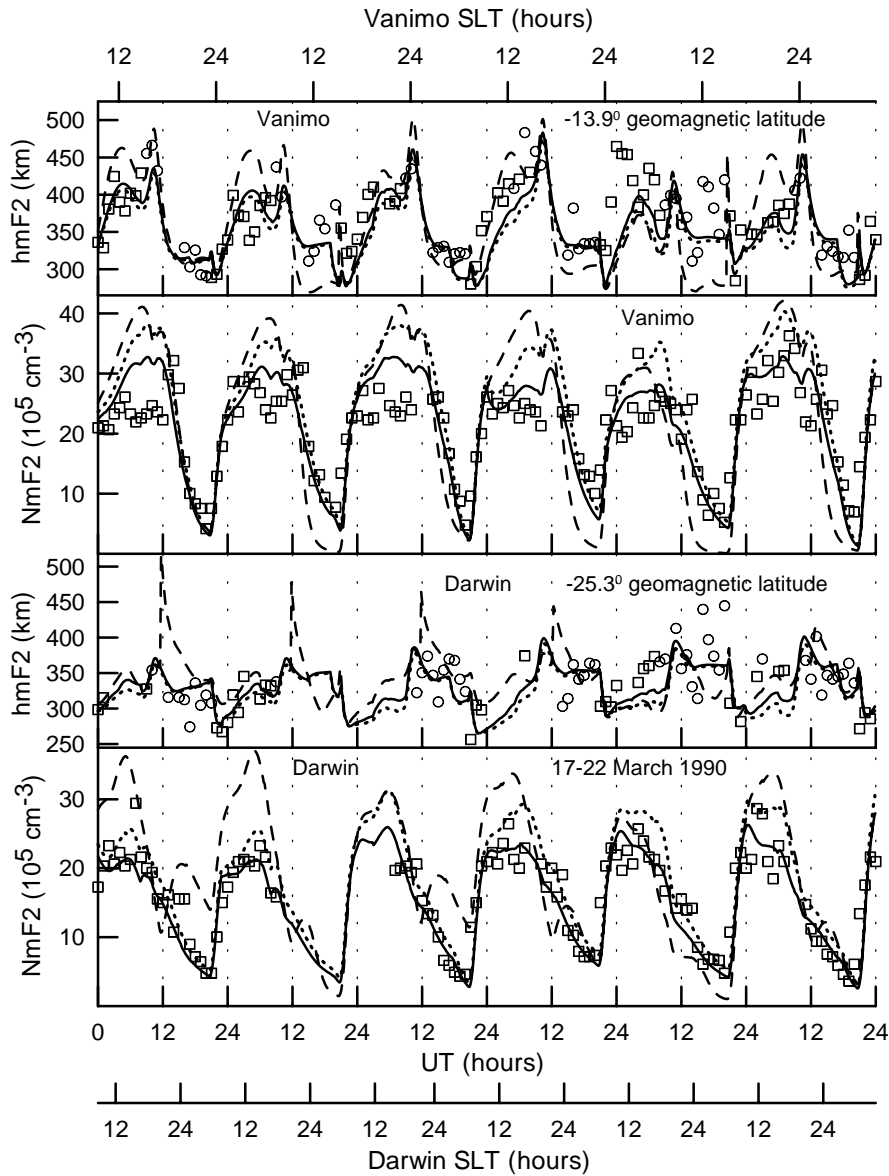 Vanimo SLT (hours)
12 24 12 24 12 24 12 24
Vanimo
-13.9⁰ geomagnetic latitude
hmF2 (km)
500
450
400
350
300
Vanimo
NmF2 (10⁵ cm⁻³)
40
30
20
10
Darwin
-25.3⁰ geomagnetic latitude
hmF2 (km)
500
450
400
350
300
250
Darwin
17-22 March 1990
NmF2 (10⁵ cm⁻³)
30
20
10
0 12 24 12 24 12 24 12 24 12 24 12 24
UT (hours)
12 24 12 24 12 24 12 24 12 24 12 24
Darwin SLT (hours)